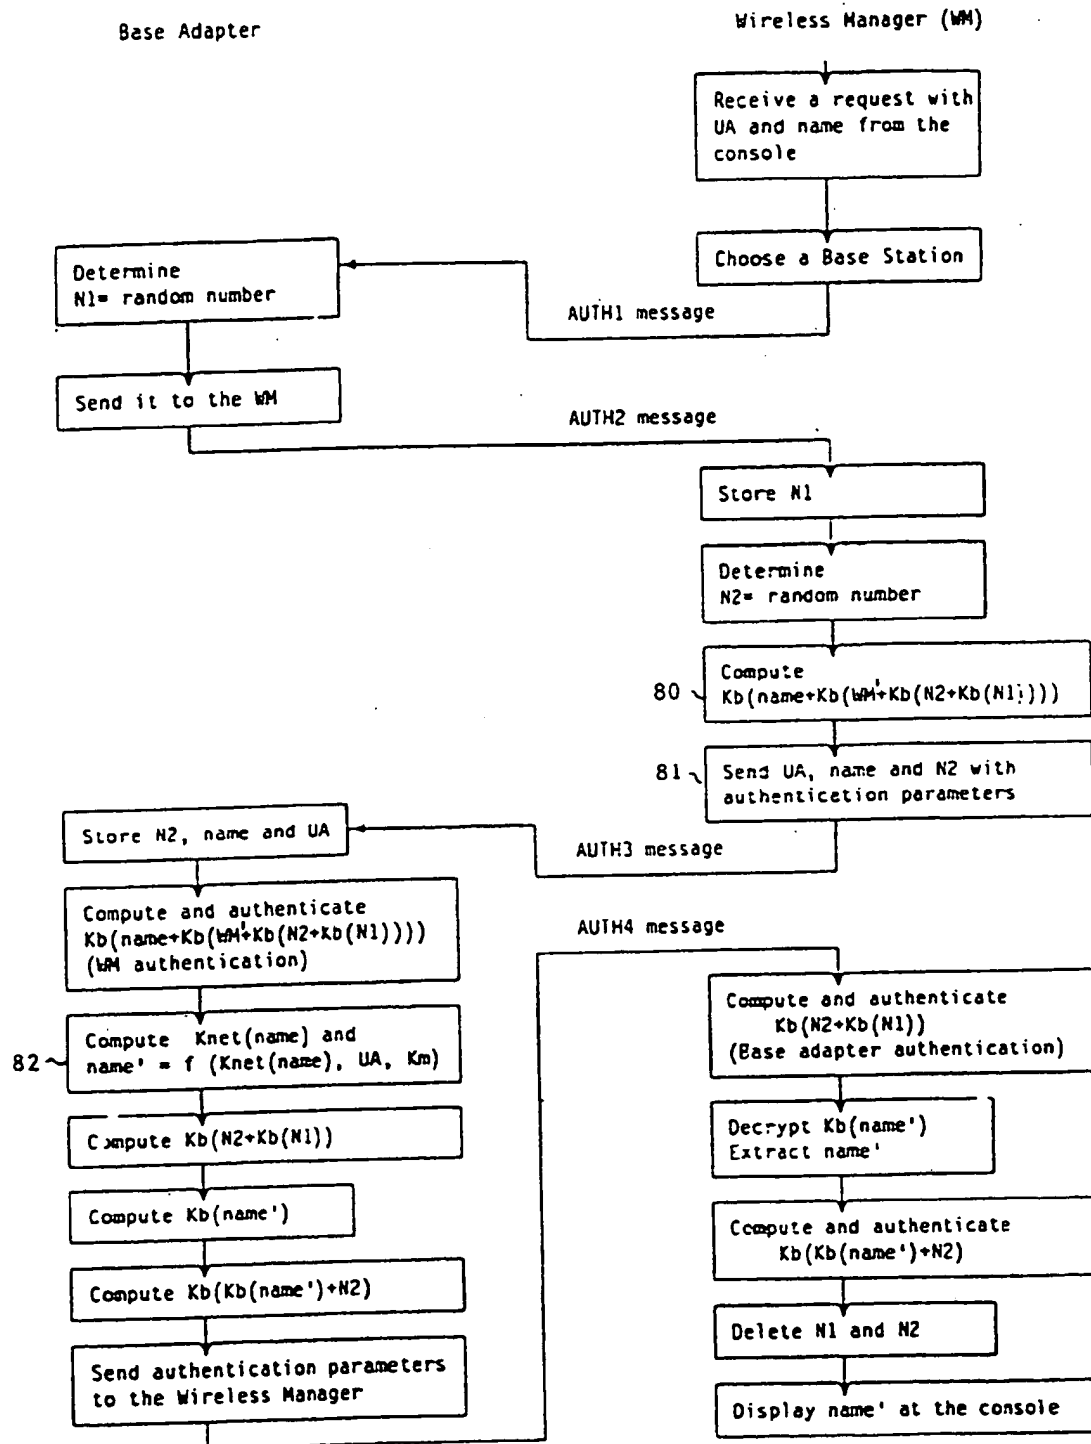 Base Adapter
Wireless Manager (WM)
Receive a request with
UA and name from the
console
Choose a Base Station
Determine
N1= random number
AUTH1 message
Send it to the WM
AUTH2 message
Store N1
Determine
N2= random number
80
Compute
Kb(name+Kb(WM'+Kb(N2+Kb(N1))))
81
Send UA, name and N2 with
authentication parameters
AUTH3 message
Store N2, name and UA
Compute and authenticate
Kb(name+Kb(WM'+Kb(N2+Kb(N1))))
(WM authentication)
82
Compute Knet(name) and
name' = f (Knet(name), UA, Km)
Compute Kb(N2+Kb(N1))
Compute Kb(name')
Compute Kb(Kb(name')+N2)
Send authentication parameters
to the Wireless Manager
AUTH4 message
Compute and authenticate
Kb(N2+Kb(N1))
(Base adapter authentication)
Decrypt Kb(name')
Extract name'
Compute and authenticate
Kb(Kb(name')+N2)
Delete N1 and N2
Display name' at the console